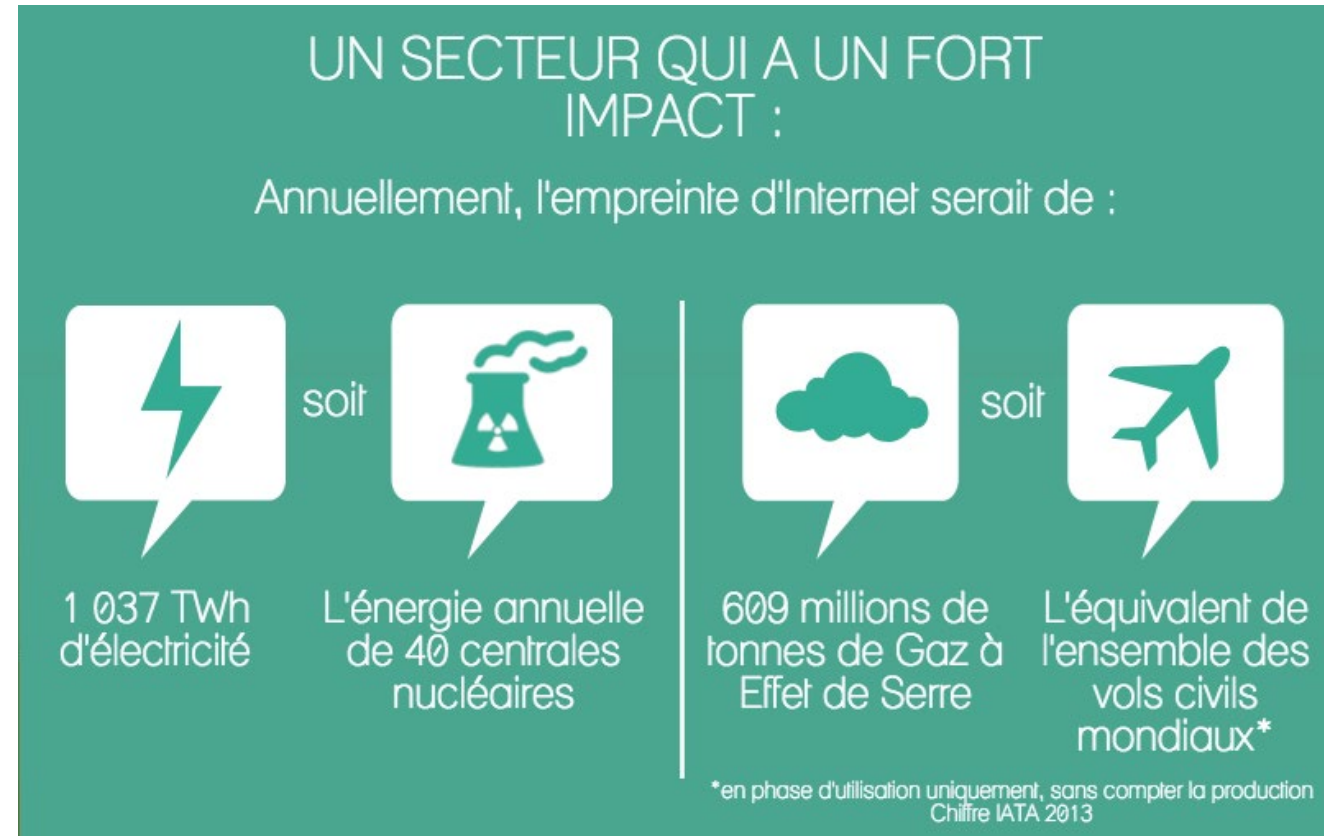 UN SECTEUR QUI A UN FORT
IMPACT :
Annuellement, l'empreinte d'Internet serait de :
soit
soit
1 037 TWh
d'électricité
L'énergie annuelle
de 40 centrales
nucléaires
609 millions de
tonnes de Gaz à
Effet de Serre
L'équivalent de
l'ensemble des
vols civils
mondiaux*
*en phase d'utilisation uniquement, sans compter la production
Chiffre IATA 2013